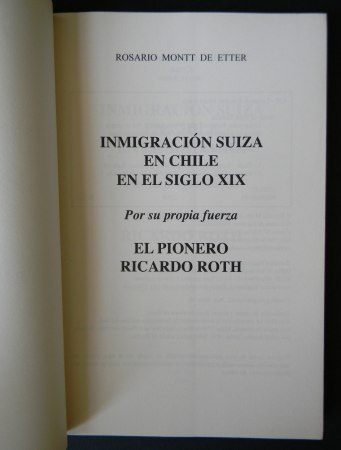 ROSARIO MONTT DE ETTER
INMIGRACIÓN SUIZA
EN CHILE
EN EL SIGLO XIX
Por su propia fuerza
EL PIONERO
RICARDO ROTH